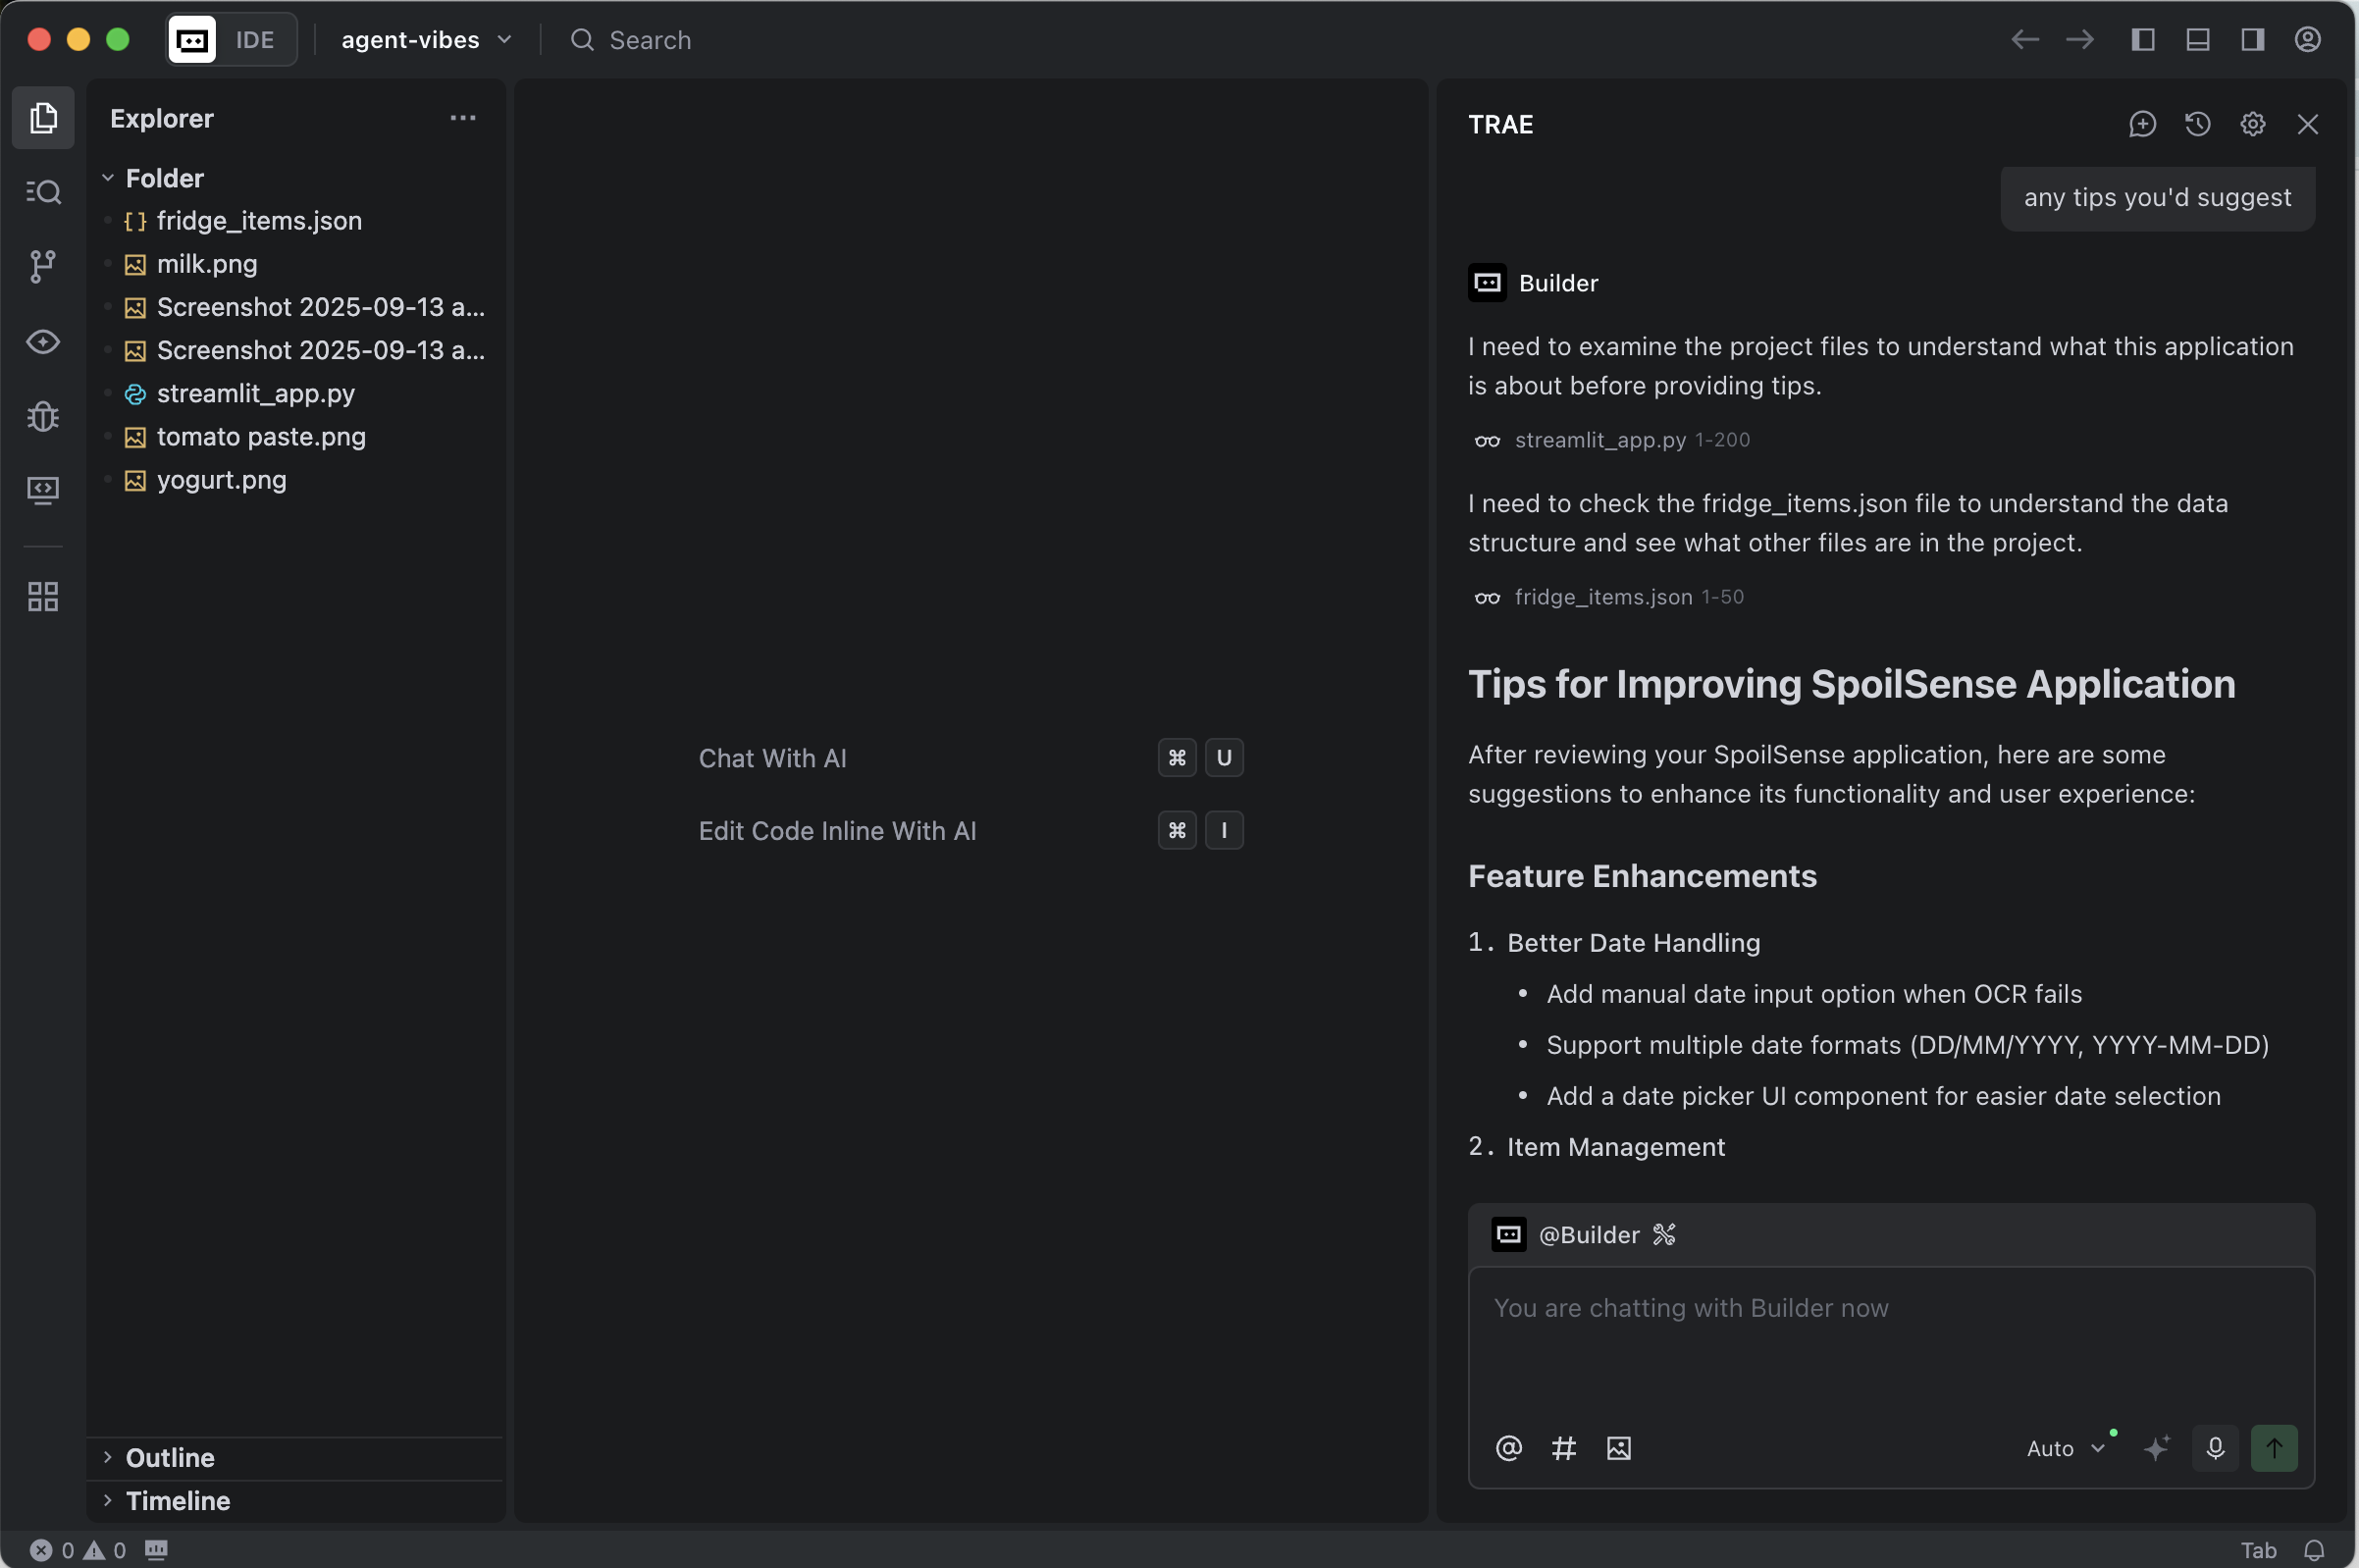 IDE
agent-vibes
Search
Explorer
Folder
fridge_items.json
milk.png
Screenshot 2025-09-13 a...
Screenshot 2025-09-13 a...
streamlit_app.py
tomato paste.png
yogurt.png
Outline
Timeline
Chat With AI ⌘ U
Edit Code Inline With AI ⌘ I
TRAE
any tips you'd suggest
Builder
I need to examine the project files to understand what this application
is about before providing tips.
streamlit_app.py 1-200
I need to check the fridge_items.json file to understand the data
structure and see what other files are in the project.
fridge_items.json 1-50
Tips for Improving SpoilSense Application
After reviewing your SpoilSense application, here are some
suggestions to enhance its functionality and user experience:
Feature Enhancements
1. Better Date Handling
• Add manual date input option when OCR fails
• Support multiple date formats (DD/MM/YYYY, YYYY-MM-DD)
• Add a date picker UI component for easier date selection
2. Item Management
@Builder
You are chatting with Builder now
Auto
0 0
Tab